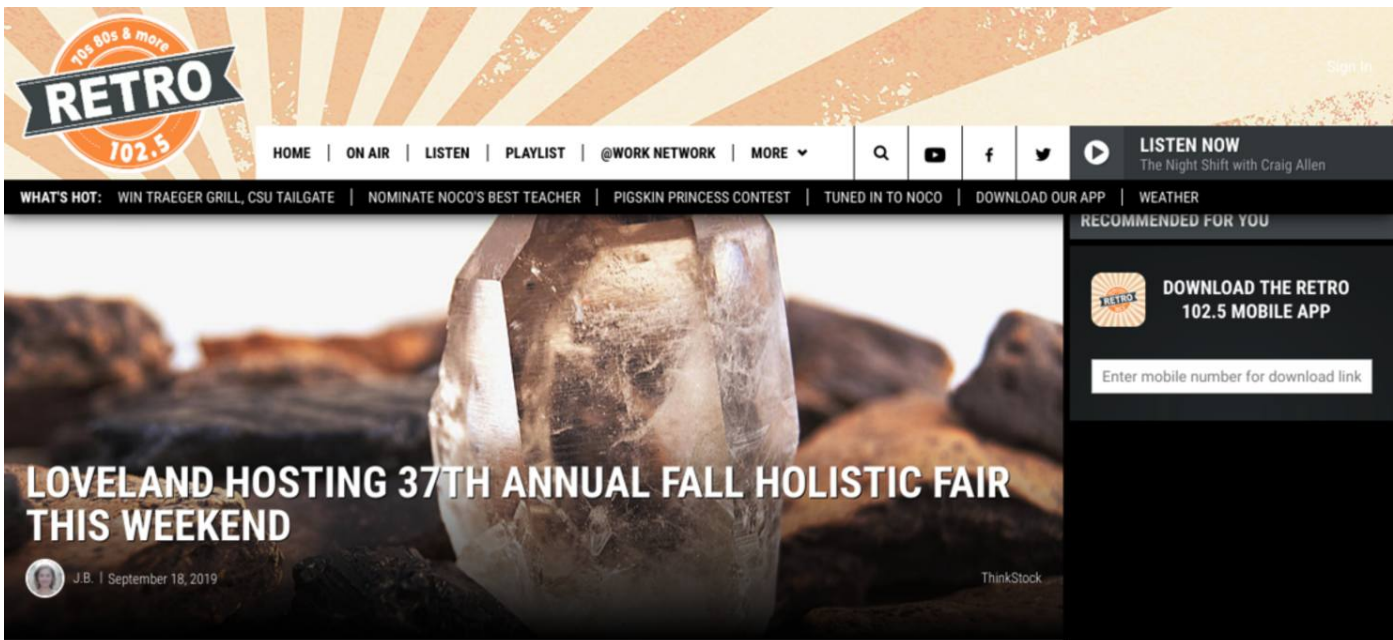 70s 80s & more
RETRO
102.5
Sign In
HOME | ON AIR | LISTEN | PLAYLIST | @WORK NETWORK | MORE
LISTEN NOW
The Night Shift with Craig Allen
WHAT'S HOT: WIN TRAEGER GRILL, CSU TAILGATE | NOMINATE NOCO'S BEST TEACHER | PIGSKIN PRINCESS CONTEST | TUNED IN TO NOCO | DOWNLOAD OUR APP | WEATHER
RECOMMENDED FOR YOU
RETRO
DOWNLOAD THE RETRO
102.5 MOBILE APP
Enter mobile number for download link
LOVELAND HOSTING 37TH ANNUAL FALL HOLISTIC FAIR
THIS WEEKEND
J.B. | September 18, 2019
ThinkStock